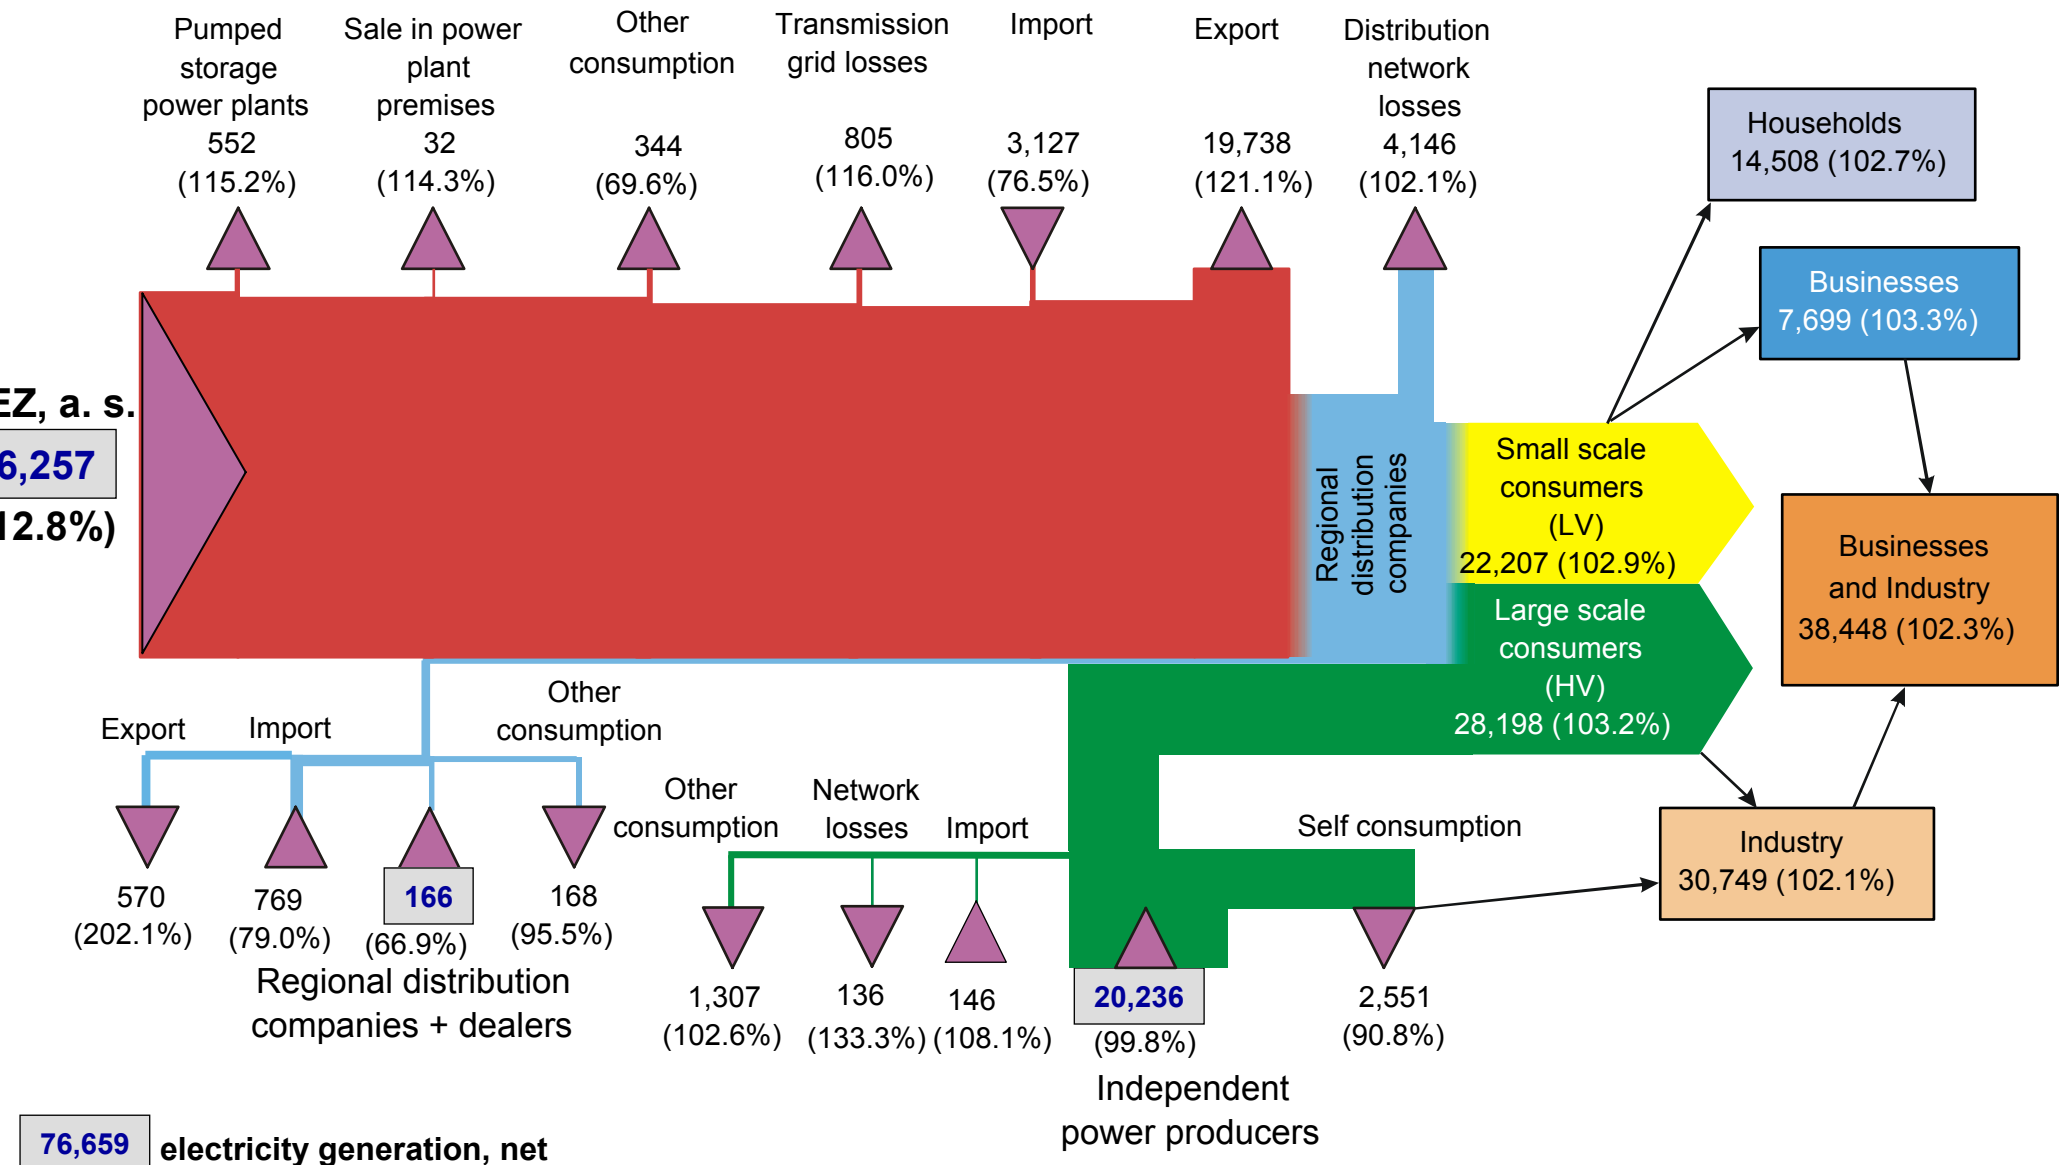 Pumped
storage
power plants
552
(115.2%)
Sale in power
plant
premises
32
(114.3%)
Other
consumption
344
(69.6%)
Transmission
grid losses
805
(116.0%)
Import
3,127
(76.5%)
Export
19,738
(121.1%)
Distribution
network
losses
4,146
(102.1%)
Households
14,508 (102.7%)
Businesses
7,699 (103.3%)
EZ, a. s.
6,257
12.8%)
Regional
distribution
companies
Small scale
consumers
(LV)
22,207 (102.9%)
Large scale
consumers
(HV)
28,198 (103.2%)
Businesses
and Industry
38,448 (102.3%)
Industry
30,749 (102.1%)
Export
570
(202.1%)
Import
769
(79.0%)
166
(66.9%)
Other
consumption
168
(95.5%)
Regional distribution
companies + dealers
Other
consumption
1,307
(102.6%)
Network
losses
136
(133.3%)
Import
146
(108.1%)
20,236
(99.8%)
Self consumption
2,551
(90.8%)
Independent
power producers
76,659 electricity generation, net